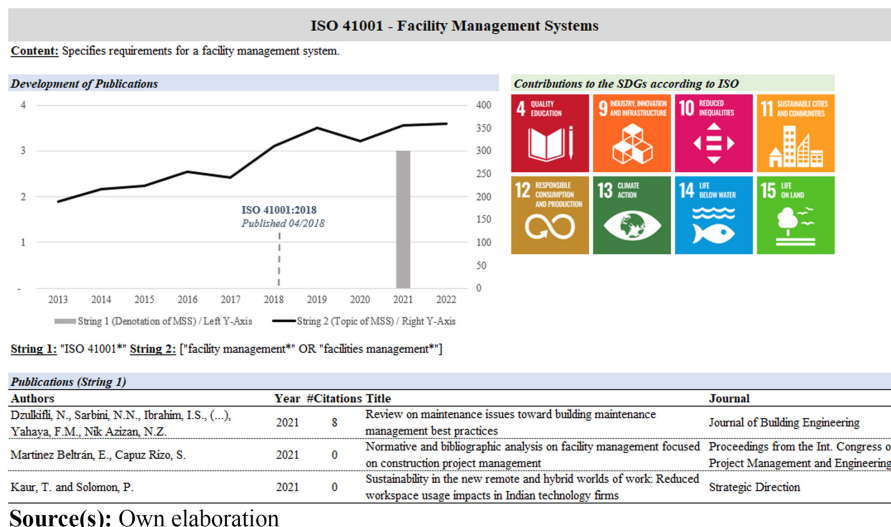 ISO 41001 - Facility Management Systems
Content: Specifies requirements for a facility management system.
Development of Publications
4
3
2
1
-
400
350
300
250
200
150
100
50
0
ISO 41001:2018
Published 04/2018
2013 2014 2015 2016 2017 2018 2019 2020 2021 2022
String 1 (Denotation of MSS) / Left Y-Axis String 2 (Topic of MSS) / Right Y-Axis
Contributions to the SDGs according to ISO
4 QUALITY
EDUCATION
9 INDUSTRY, INNOVATION
AND INFRASTRUCTURE
10 REDUCED
INEQUALITIES
11 SUSTAINABLE CITIES
AND COMMUNITIES
12 RESPONSIBLE
CONSUMPTION
AND PRODUCTION
13 CLIMATE
ACTION
14 LIFE
BELOW WATER
15 LIFE
ON LAND
String 1: "ISO 41001*" String 2: ["facility management*" OR "facilities management*"]
Publications (String 1)
Authors Year #Citations Title Journal
Dzulkifli, N., Sarbini, N.N., Ibrahim, I.S., (...),
Yahaya, F.M., Nik Azizan, N.Z.
2021 8
Review on maintenance issues toward building maintenance
management best practices
Journal of Building Engineering
Martinez Beltrán, E., Capuz Rizo, S.
2021 0
Normative and bibliographic analysis on facility management focused
on construction project management
Proceedings from the Int. Congress o
Project Management and Engineering
Kaur, T. and Solomon, P.
2021 0
Sustainability in the new remote and hybrid worlds of work: Reduced
workspace usage impacts in Indian technology firms
Strategic Direction
Source(s): Own elaboration